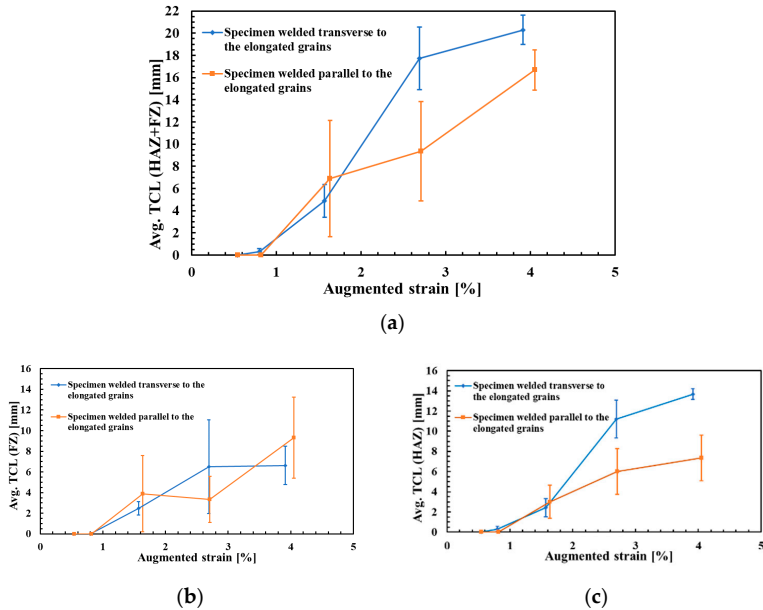 22
20
18
16
14
12
10
8
6
4
2
0
Avg. TCL (HAZ+FZ) [mm]
Specimen welded transverse to
the elongated grains
Specimen welded parallel to the
elongated grains
0 1 2 3 4 5
Augmented strain [%]
(a)
16
14
12
10
8
6
4
2
0
Avg. TCL (FZ) [mm]
Specimen welded transverse to the
elongated grains
Specimen welded parallel to the
elongated grains
0 1 2 3 4 5
Augmented strain [%]
(b)
16
14
12
10
8
6
4
2
0
Avg. TCL (HAZ) [mm]
Specimen welded transverse to
the elongated grains
Specimen welded parallel to the
elongated grains
0 1 2 3 4 5
Augmented strain [%]
(c)